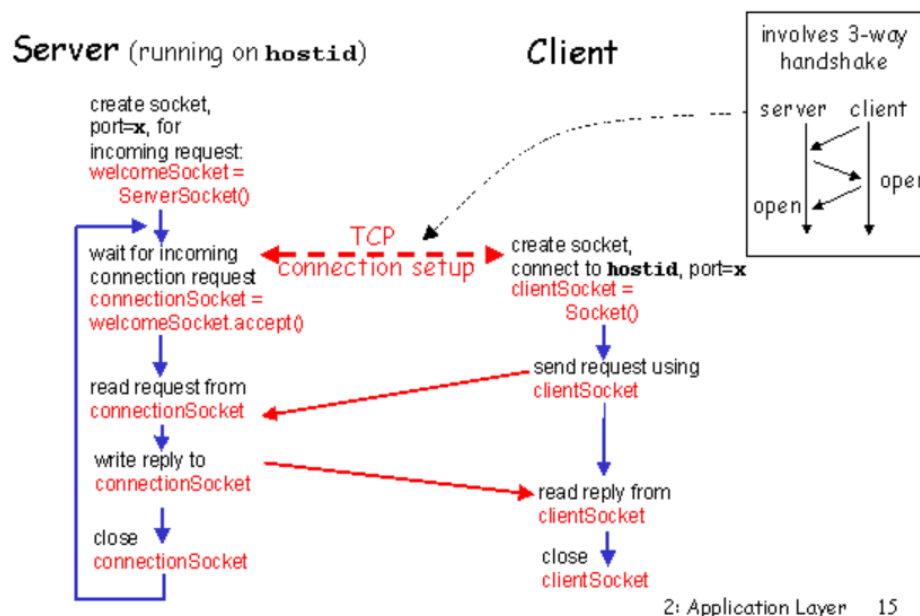 Server (running on hostid)
Client
create socket,
port=x, for
incoming request:
welcomeSocket =
ServerSocket()
wait for incoming
connection request
connectionSocket =
welcomeSocket.accept()
read request from
connectionSocket
write reply to
connectionSocket
close
connectionSocket
TCP
connection setup
create socket,
connect to hostid, port=x
clientSocket =
Socket()
send request using
clientSocket
read reply from
clientSocket
close
clientSocket
involves 3-way
handshake
server client
open
open
2: Application Layer 15